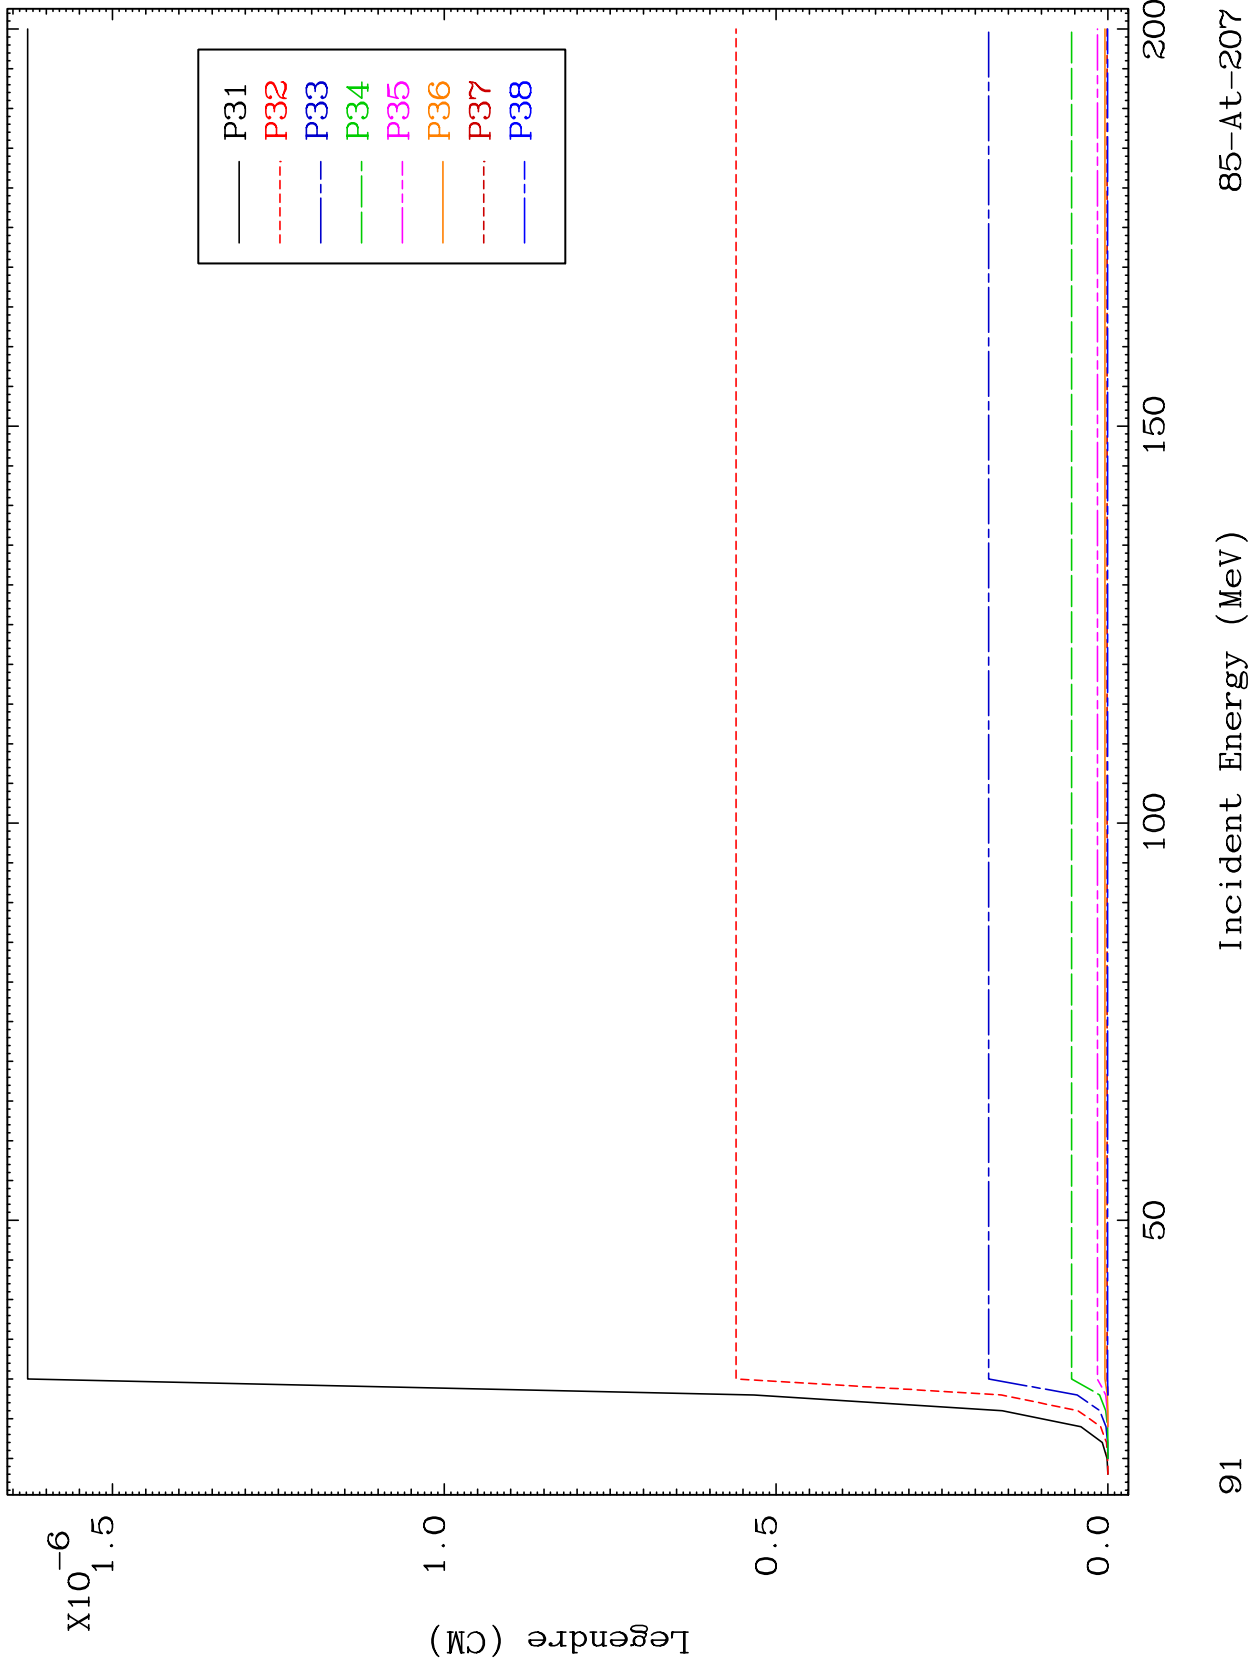 X10-6
Legendre (CM)
1.5
1.0
0.5
0.0
50
100
150
200
Incident Energy (MeV)
P31
P32
P33
P34
P35
P36
P37
P38
91
85-At-207